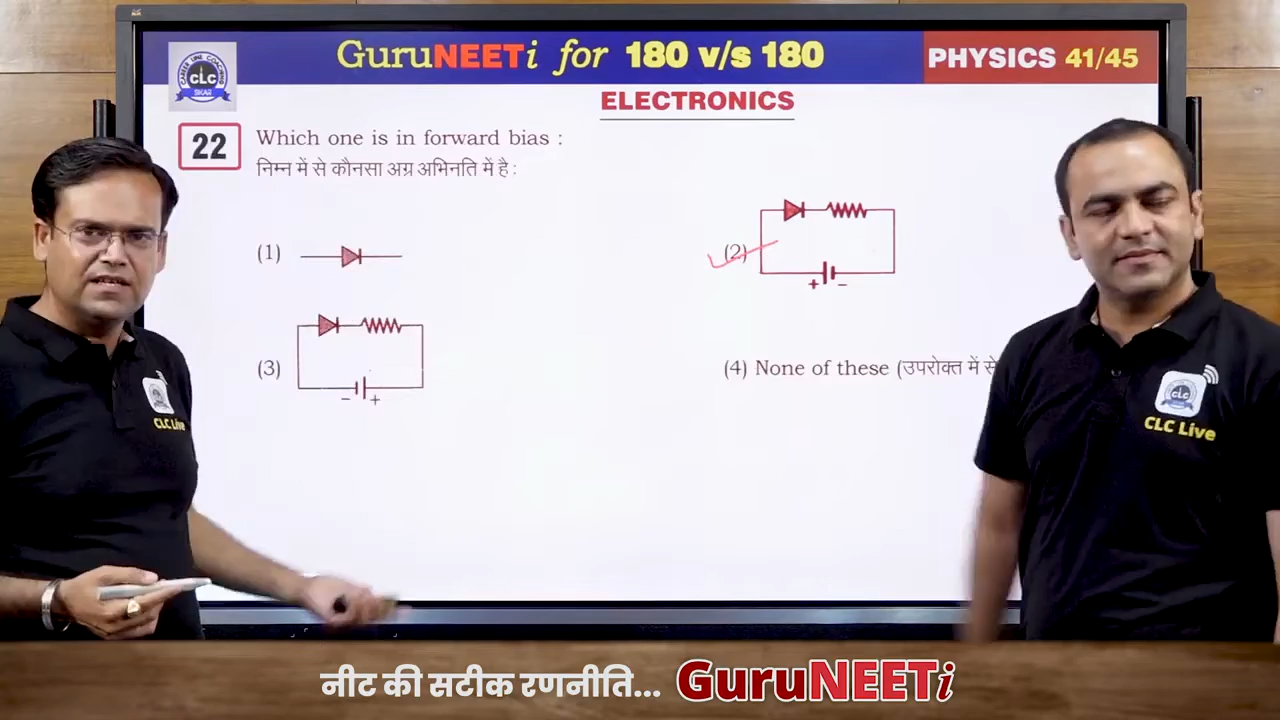 GuruNEETi for 180 v/s 180
PHYSICS 41/45
CLC
ELECTRONICS
22
Which one is in forward bias :
निम्न में से कौनसा अग्र अभिनति में है :
(1)
(2)
+ −
(3)
− +
(4) None of these (उपरोक्त में से
CLC Live
CLC Live
नीट की सटीक रणनीति... GuruNEETi